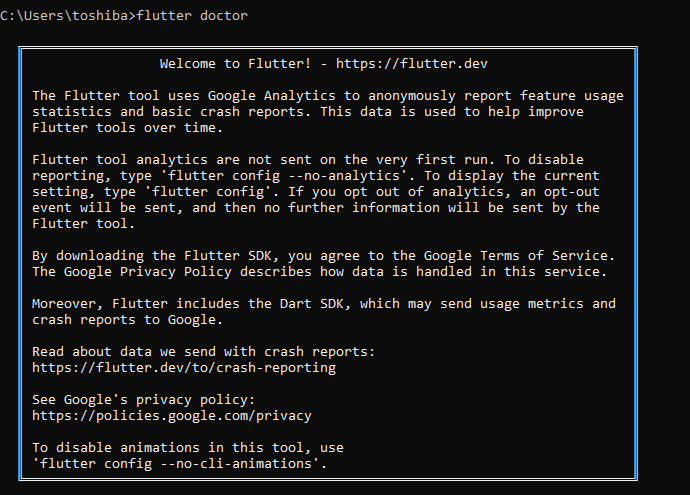 C:\Users\toshiba>flutter doctor
Welcome to Flutter! - https://flutter.dev
The Flutter tool uses Google Analytics to anonymously report feature usage
statistics and basic crash reports. This data is used to help improve
Flutter tools over time.
Flutter tool analytics are not sent on the very first run. To disable
reporting, type 'flutter config --no-analytics'. To display the current
setting, type 'flutter config'. If you opt out of analytics, an opt-out
event will be sent, and then no further information will be sent by the
Flutter tool.
By downloading the Flutter SDK, you agree to the Google Terms of Service.
The Google Privacy Policy describes how data is handled in this service.
Moreover, Flutter includes the Dart SDK, which may send usage metrics and
crash reports to Google.
Read about data we send with crash reports:
https://flutter.dev/to/crash-reporting
See Google's privacy policy:
https://policies.google.com/privacy
To disable animations in this tool, use
'flutter config --no-cli-animations'.